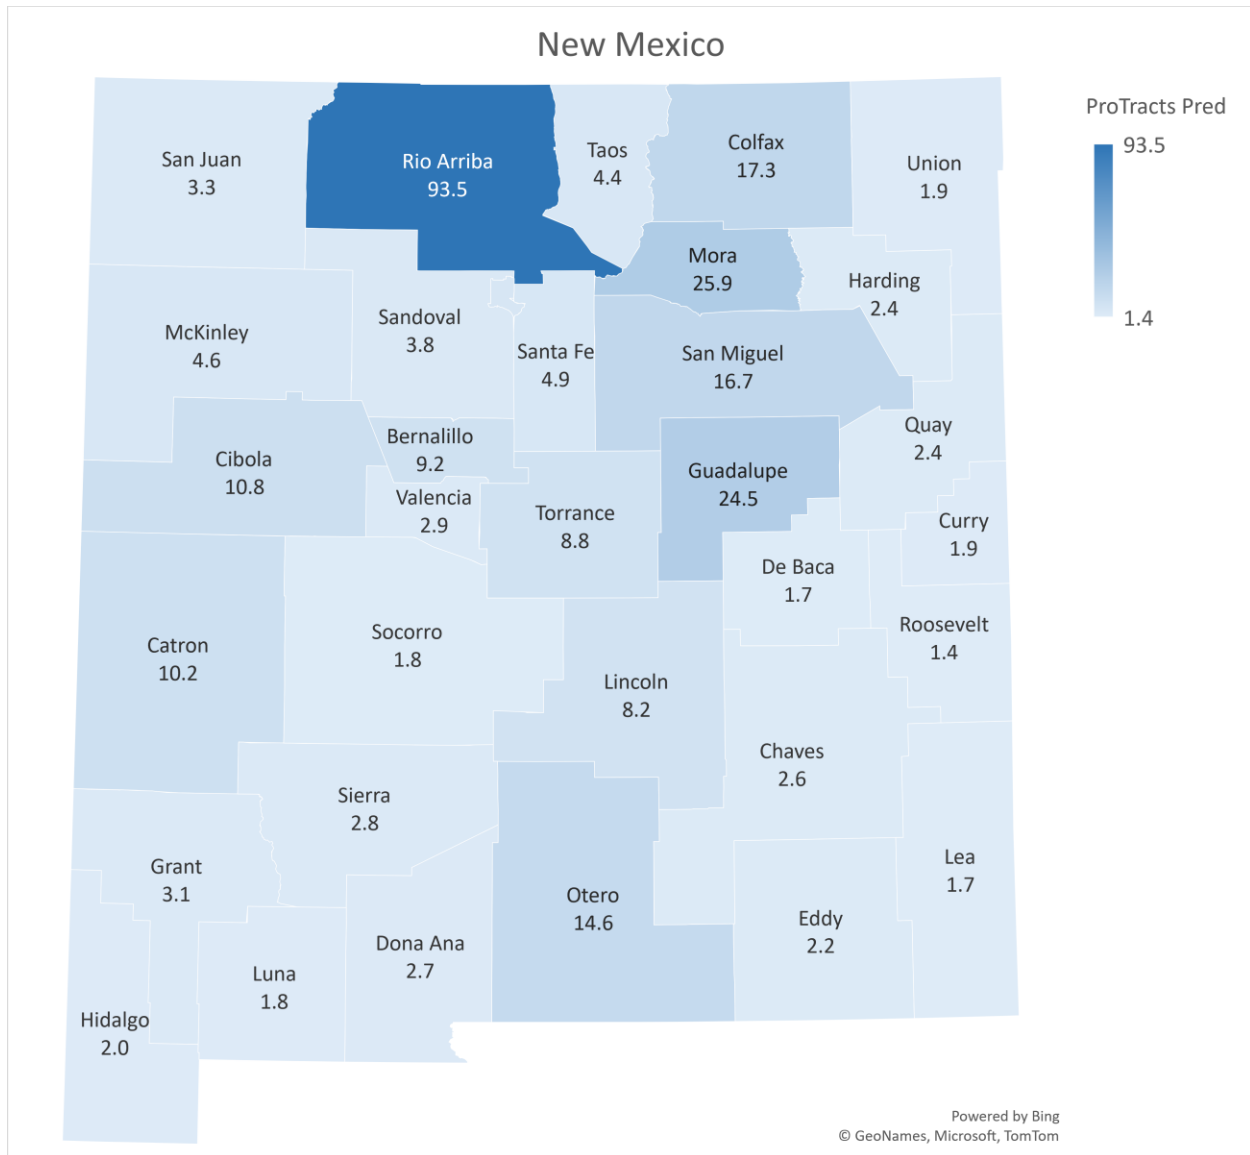 New Mexico
ProTracts Pred
93.5
1.4
San Juan
3.3
Rio Arriba
93.5
Taos
4.4
Colfax
17.3
Union
1.9
Mora
25.9
Harding
2.4
McKinley
4.6
Sandoval
3.8
Santa Fe
4.9
San Miguel
16.7
Quay
2.4
Cibola
10.8
Bernalillo
9.2
Valencia
2.9
Torrance
8.8
Guadalupe
24.5
Curry
1.9
De Baca
1.7
Roosevelt
1.4
Catron
10.2
Socorro
1.8
Lincoln
8.2
Chaves
2.6
Sierra
2.8
Grant
3.1
Otero
14.6
Eddy
2.2
Lea
1.7
Dona Ana
2.7
Luna
1.8
Hidalgo
2.0
Powered by Bing
© GeoNames, Microsoft, TomTom